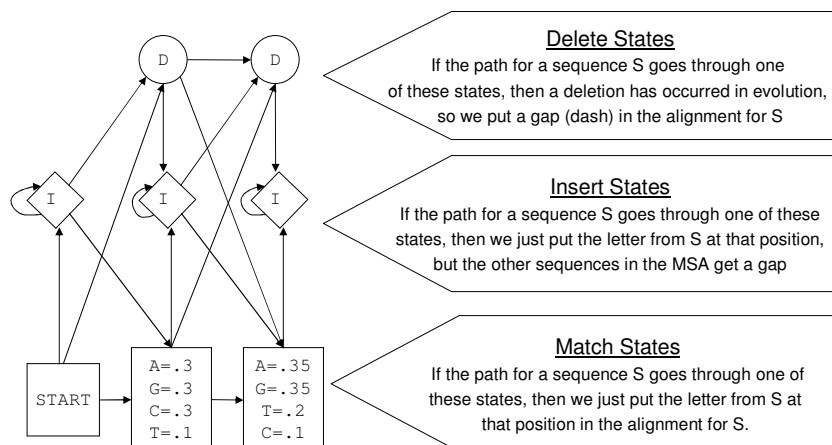 D
D
Delete States
If the path for a sequence S goes through one
of these states, then a deletion has occurred in evolution,
so we put a gap (dash) in the alignment for S
I
I
I
Insert States
If the path for a sequence S goes through one of these
states, then we just put the letter from S at that position,
but the other sequences in the MSA get a gap
START
A=.3
G=.3
C=.3
T=.1
A=.35
G=.35
T=.2
C=.1
Match States
If the path for a sequence S goes through one of
these states, then we just put the letter from S at
that position in the alignment for S.